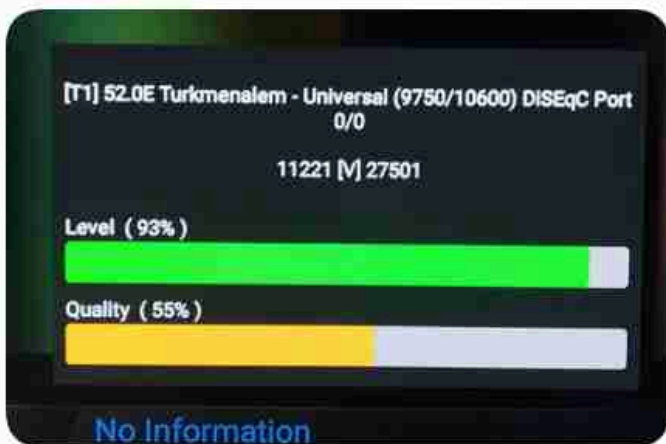 [T1] 52.0E Turkmenalem - Universal (9750/10600) DISEqC Port
0/0
11221 [V] 27501
Level ( 93% )
Quality ( 55% )
No Information